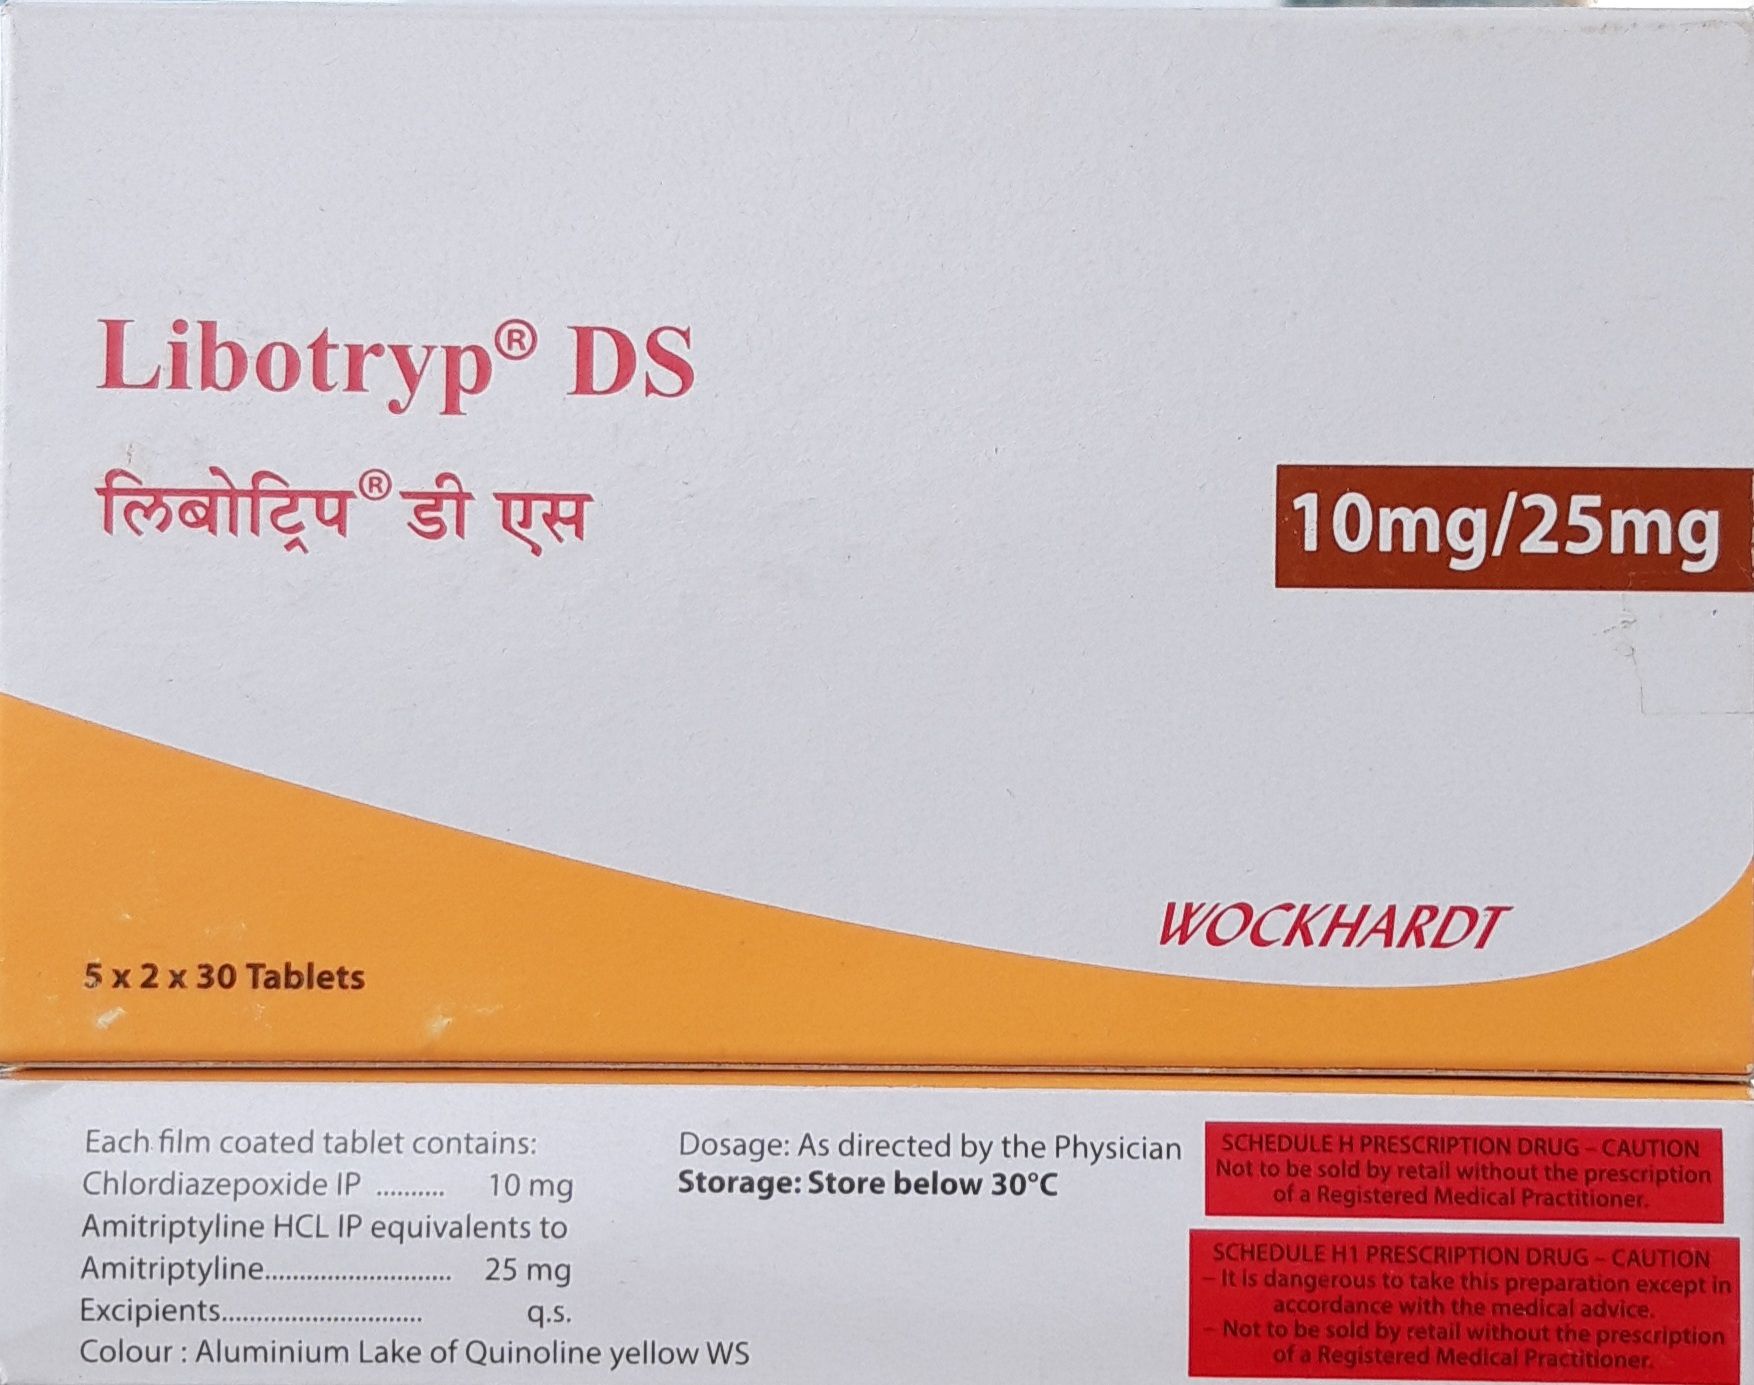 Libotryp® DS
लिबोट्रिप® डी एस
10mg/25mg
WOCKHARDT
5 x 2 x 30 Tablets
Each film coated tablet contains:
Chlordiazepoxide IP .......... 10 mg
Amitriptyline HCL IP equivalents to
Amitriptyline........................... 25 mg
Excipients............................. q.s.
Colour : Aluminium Lake of Quinoline yellow WS
Dosage: As directed by the Physician
Storage: Store below 30°C
SCHEDULE H PRESCRIPTION DRUG – CAUTION
Not to be sold by retail without the prescription
of a Registered Medical Practitioner.
SCHEDULE H1 PRESCRIPTION DRUG – CAUTION
– It is dangerous to take this preparation except in
accordance with the medical advice.
– Not to be sold by retail without the prescription
of a Registered Medical Practitioner.